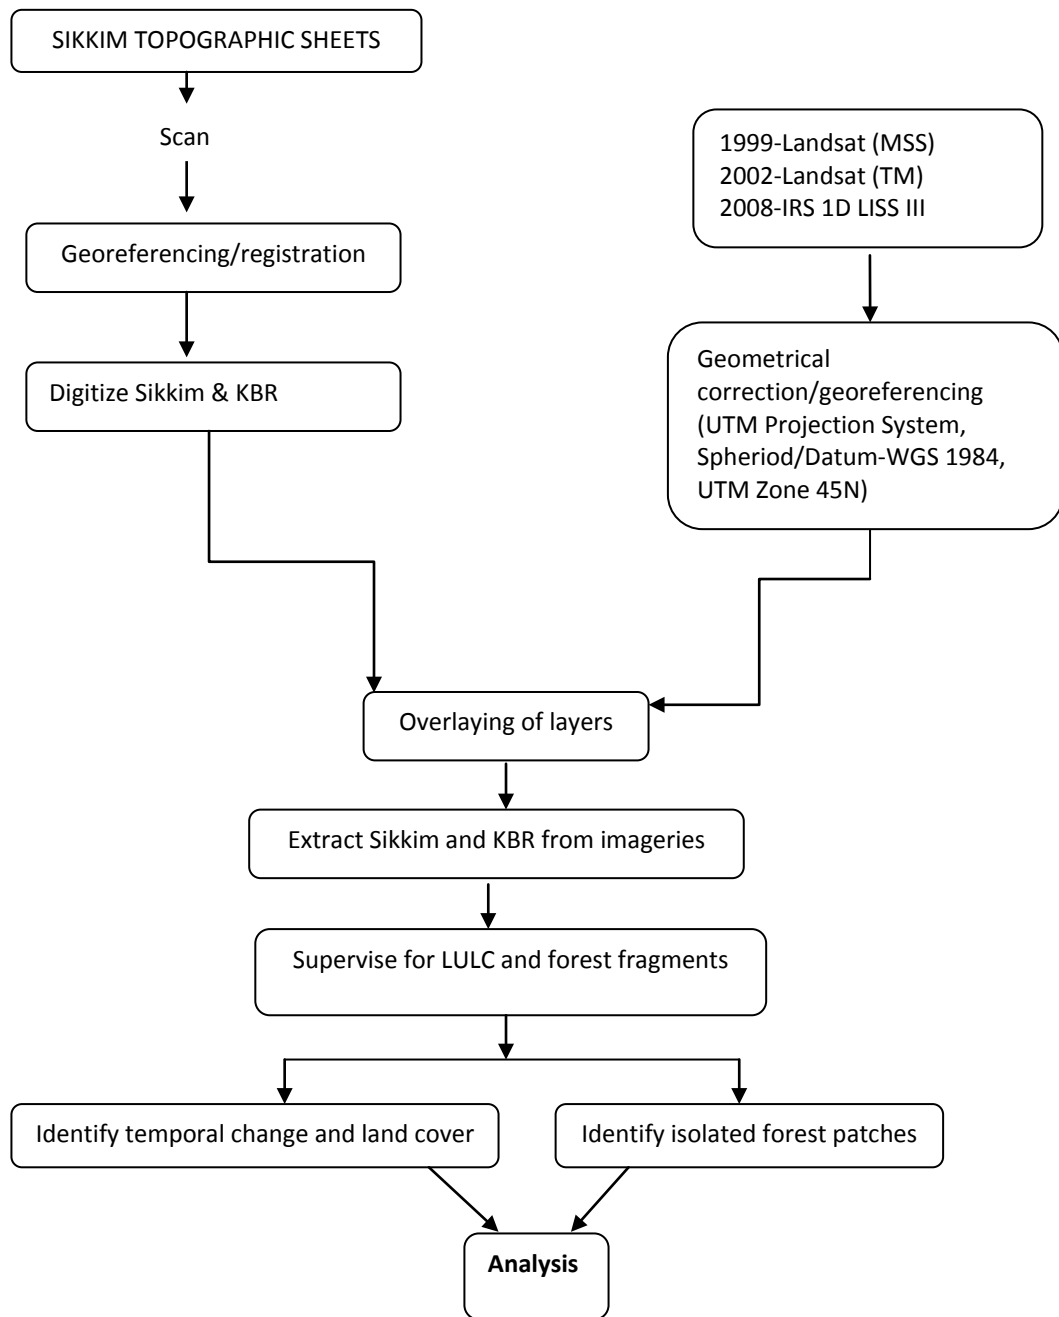 SIKKIM TOPOGRAPHIC SHEETS
Scan
Georeferencing/registration
Digitize Sikkim & KBR
1999-Landsat (MSS)
2002-Landsat (TM)
2008-IRS 1D LISS III
Geometrical
correction/georeferencing
(UTM Projection System,
Spheriod/Datum-WGS 1984,
UTM Zone 45N)
Overlaying of layers
Extract Sikkim and KBR from imageries
Supervise for LULC and forest fragments
Identify temporal change and land cover
Identify isolated forest patches
Analysis